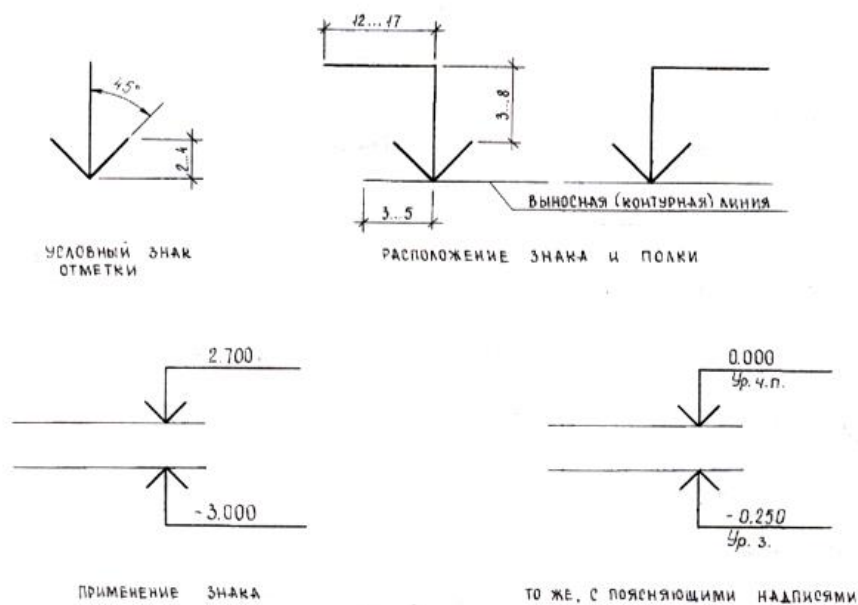 12...17
45°
2...4
3...8
3...5
ВЫНОСНАЯ (КОНТУРНАЯ) ЛИНИЯ
УСЛОВНЫЙ ЗНАК
ОТМЕТКИ
РАСПОЛОЖЕНИЕ ЗНАКА И ПОЛКИ
2.700
0.000
Ур. ч.п.
-3.000
-0.250
Ур. з.
ПРИМЕНЕНИЕ ЗНАКА
ТО ЖЕ, С ПОЯСНЯЮЩИМИ НАДПИСЯМИ